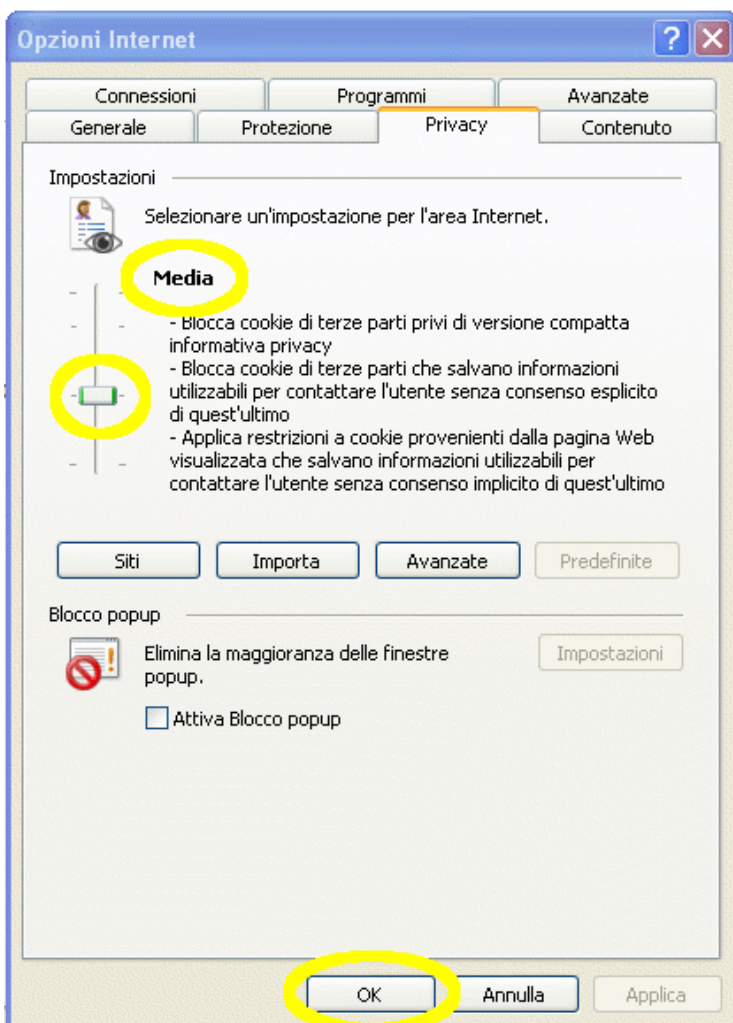 Opzioni Internet
Connessioni
Programmi
Avanzate
Generale
Protezione
Privacy
Contenuto
Impostazioni
Selezionare un'impostazione per l'area Internet.
Media
- Blocca cookie di terze parti privi di versione compatta
informativa privacy
- Blocca cookie di terze parti che salvano informazioni
utilizzabili per contattare l'utente senza consenso esplicito
di quest'ultimo
- Applica restrizioni a cookie provenienti dalla pagina Web
visualizzata che salvano informazioni utilizzabili per
contattare l'utente senza consenso implicito di quest'ultimo
Siti
Importa
Avanzate
Predefinite
Blocco popup
Elimina la maggioranza delle finestre
popup.
Impostazioni
Attiva Blocco popup
OK
Annulla
Applica